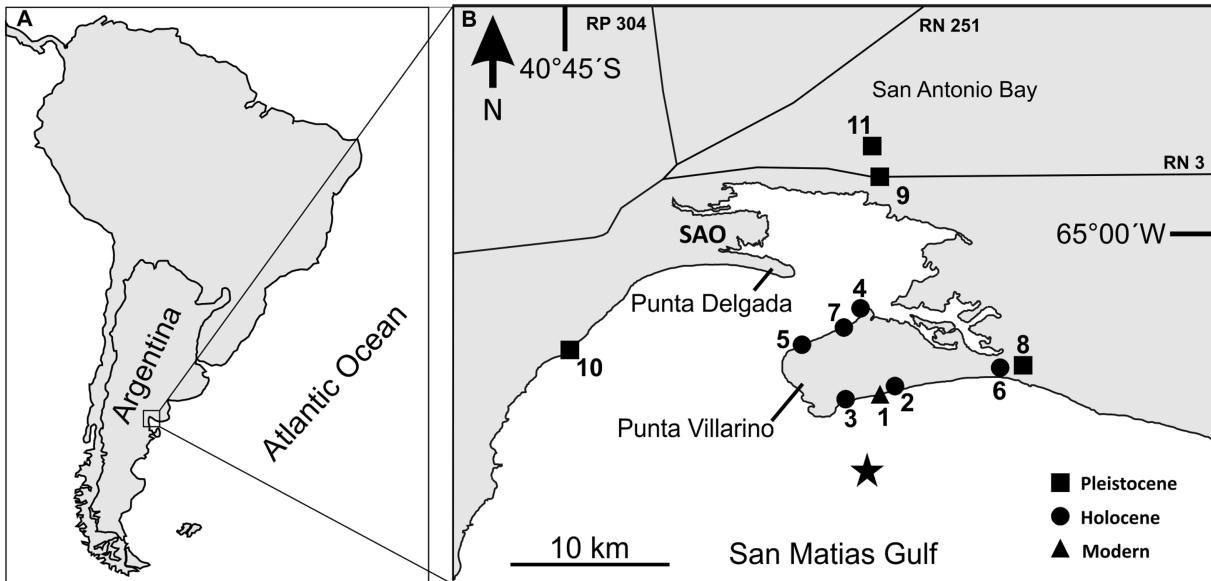 A
Argentina
Atlantic Ocean
B
RP 304
RN 251
40°45´S
N
San Antonio Bay
11
RN 3
9
SAO
65°00´W
Punta Delgada
4
7
5
8
10
6
2
3
1
Punta Villarino
Pleistocene
Holocene
Modern
10 km
San Matias Gulf